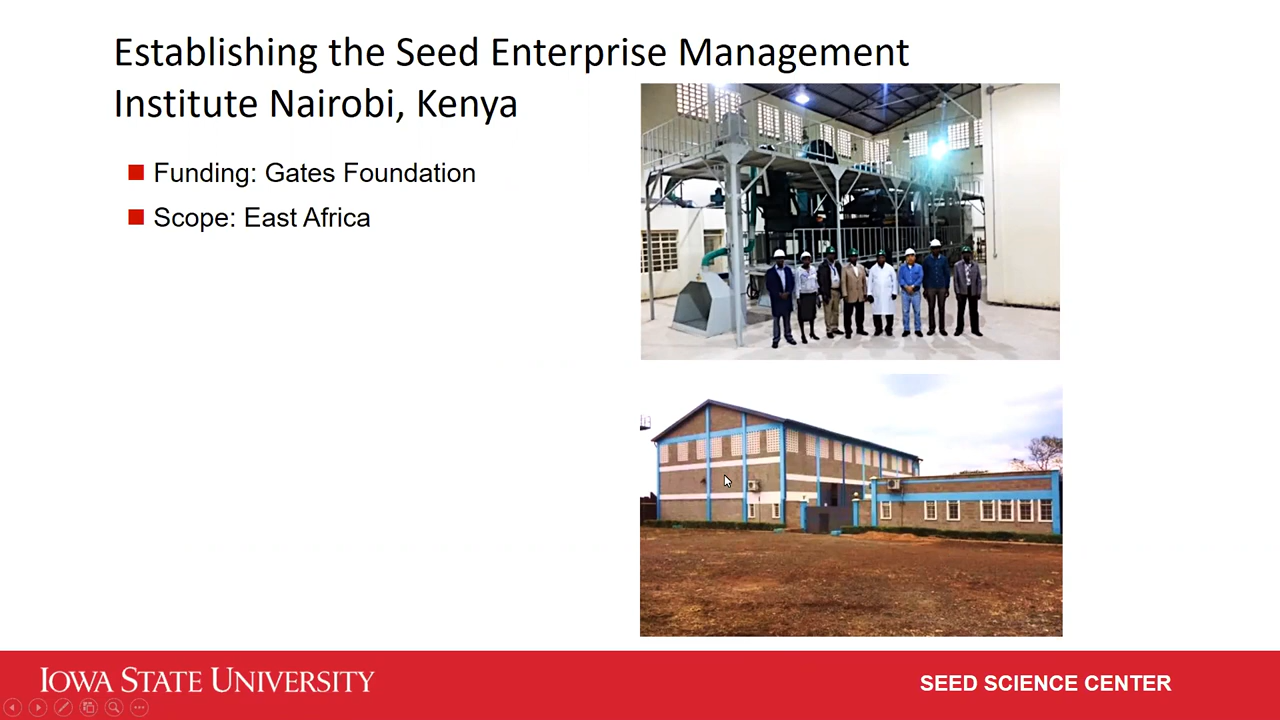 Establishing the Seed Enterprise Management
Institute Nairobi, Kenya
Funding: Gates Foundation
Scope: East Africa
IOWA STATE UNIVERSITY
SEED SCIENCE CENTER